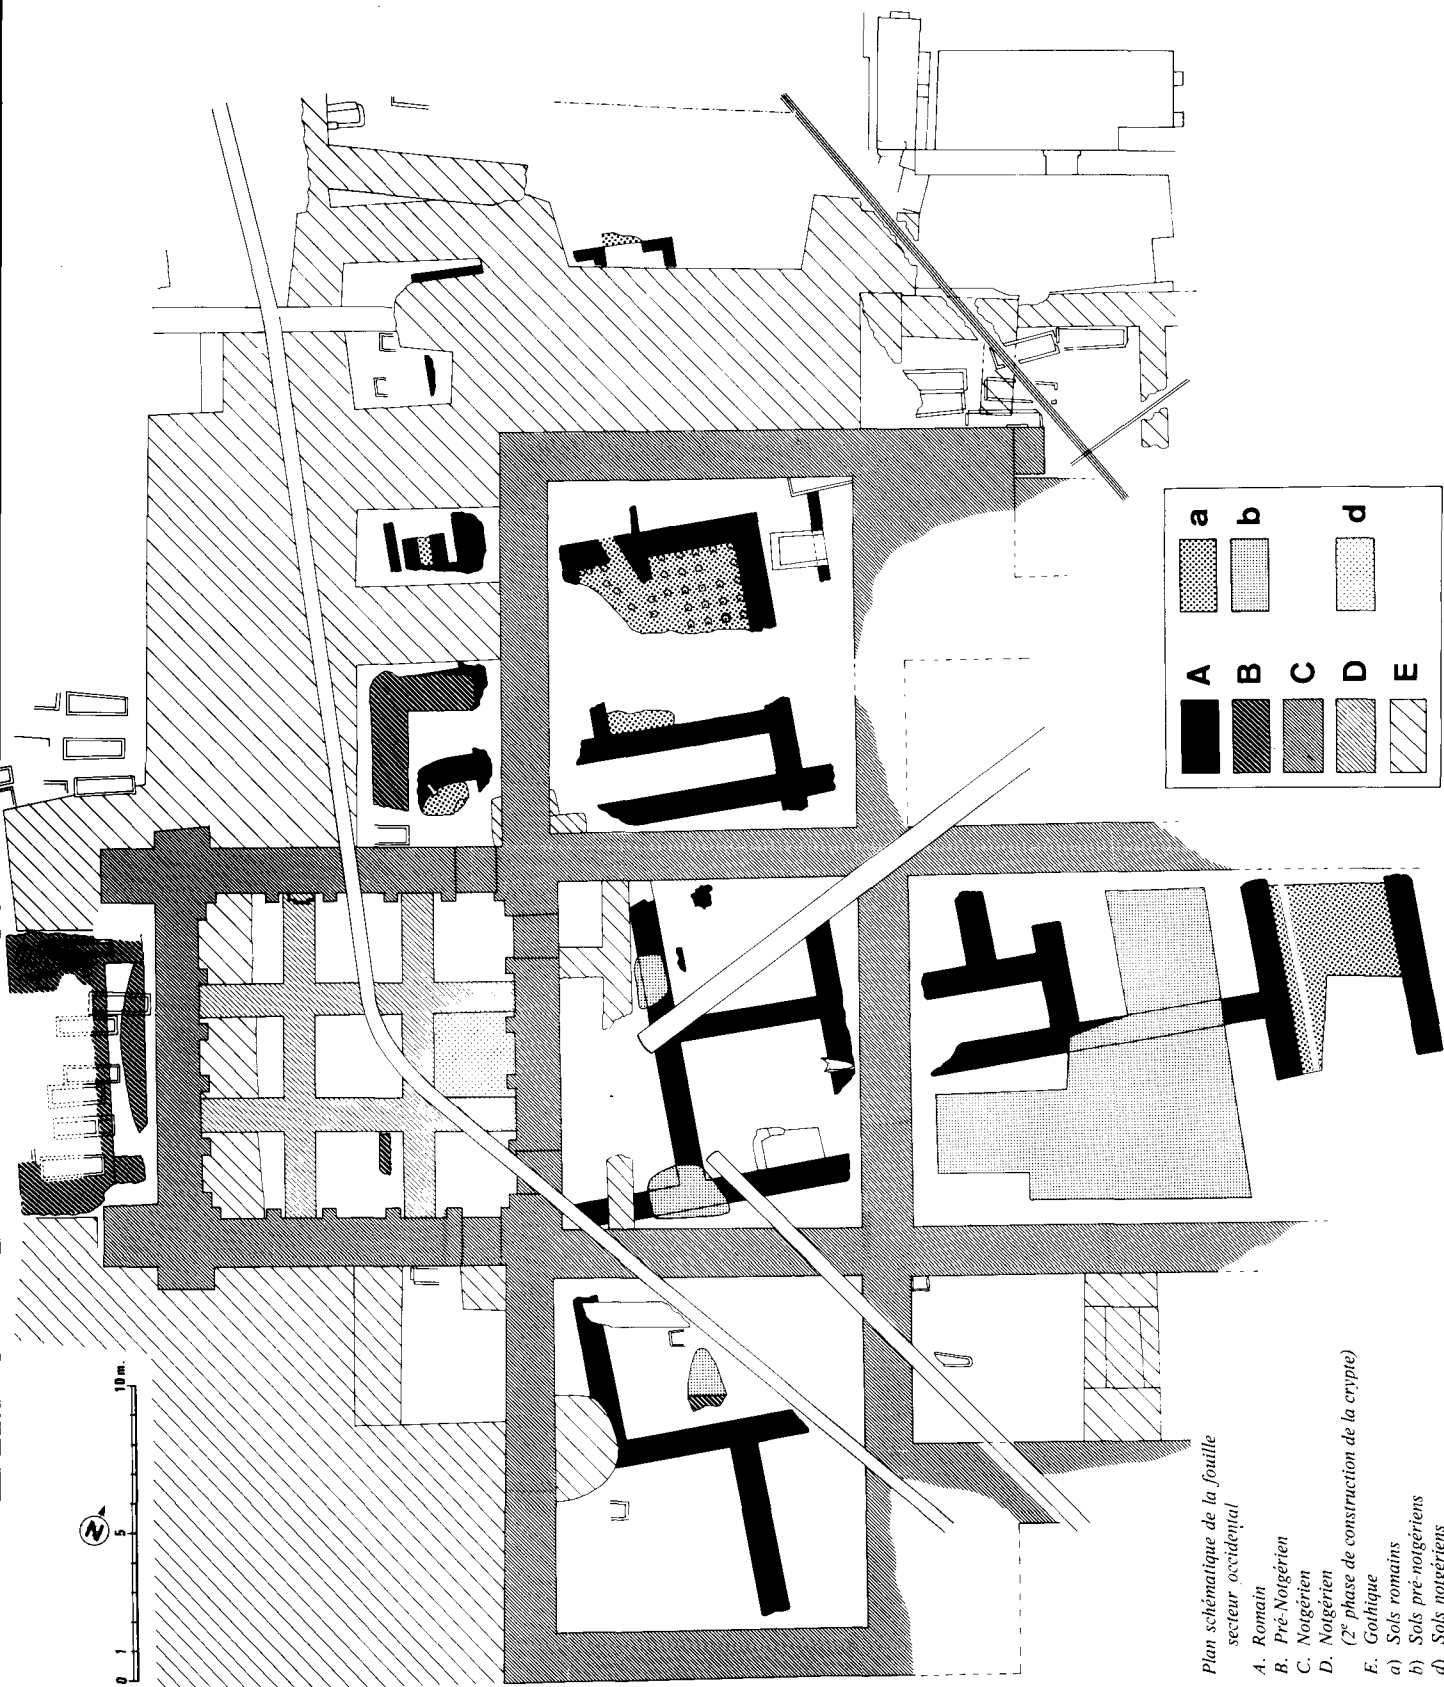 0 1 5 10 m.
N
A a
B b
C
D d
E
Plan schématique de la fouille
secteur occidental
A. Romain
B. Pré-Notgérien
C. Notgérien
D. Notgérien
(2e phase de construction de la crypte)
E. Gothique
a) Sols romains
b) Sols pré-notgériens
d) Sols notgériens